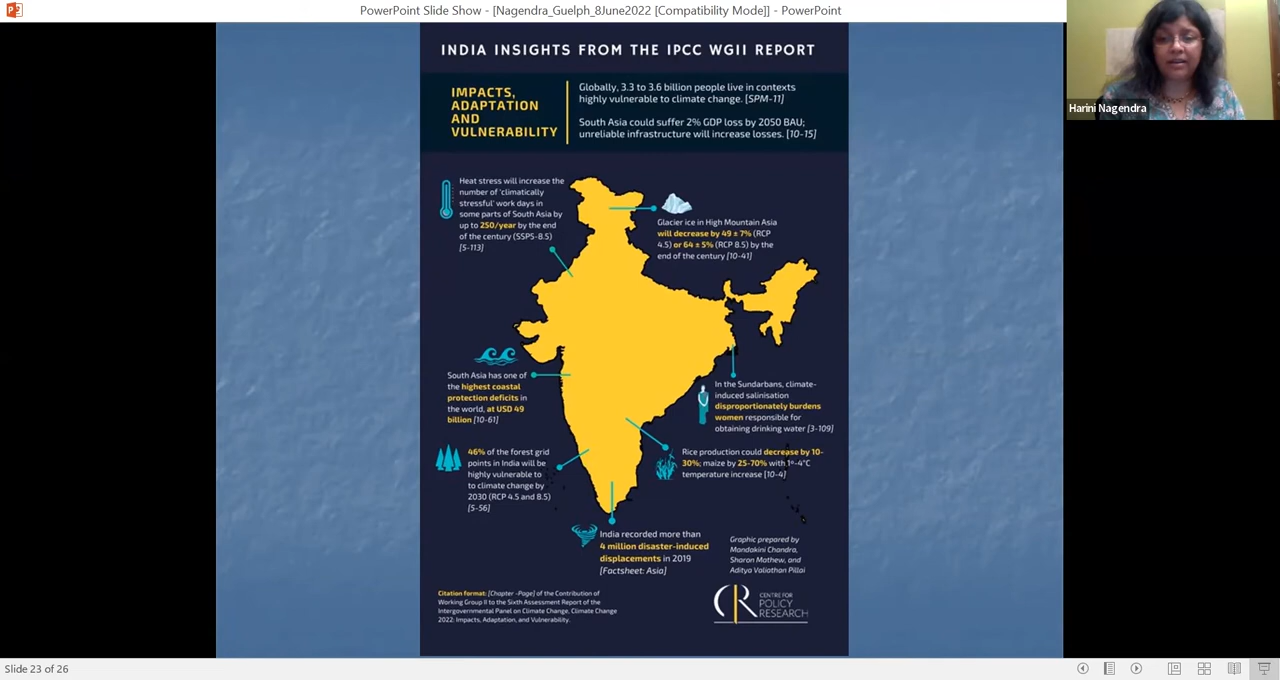 PowerPoint Slide Show - [Nagendra_Guelph_8June2022 [Compatibility Mode]] - PowerPoint
Harini Nagendra
INDIA INSIGHTS FROM THE IPCC WGII REPORT
IMPACTS,
ADAPTATION
AND
VULNERABILITY
Globally, 3.3 to 3.6 billion people live in contexts
highly vulnerable to climate change. [SPM-11]
South Asia could suffer 2% GDP loss by 2050 BAU;
unreliable infrastructure will increase losses. [10-15]
Heat stress will increase the
number of 'climatically
stressful' work days in
some parts of South Asia by
up to 250/year by the end
of the century (SSP5-8.5)
[5-113]
Glacier ice in High Mountain Asia
will decrease by 49 ± 7% (RCP
4.5) or 64 ± 5% (RCP 8.5) by the
end of the century [10-41]
South Asia has one of
the highest coastal
protection deficits in
the world, at USD 49
billion [10-61]
In the Sundarbans, climate-
induced salinisation
disproportionately burdens
women responsible for
obtaining drinking water [3-109]
46% of the forest grid
points in India will be
highly vulnerable to
to climate change by
2030 (RCP 4.5 and 8.5)
[5-56]
Rice production could decrease by 10-
30%; maize by 25-70% with 1°-4°C
temperature increase [10-4]
India recorded more than
4 million disaster-induced
displacements in 2019
[Factsheet: Asia]
Graphic prepared by
Mandakini Chandra,
Sharon Mathew, and
Aditya Valiathan Pillai
Citation format: [Chapter -Page] of the Contribution of
Working Group II to the Sixth Assessment Report of the
Intergovernmental Panel on Climate Change, Climate Change
2022: Impacts, Adaptation, and Vulnerability.
CENTRE FOR
POLICY
RESEARCH
Slide 23 of 26